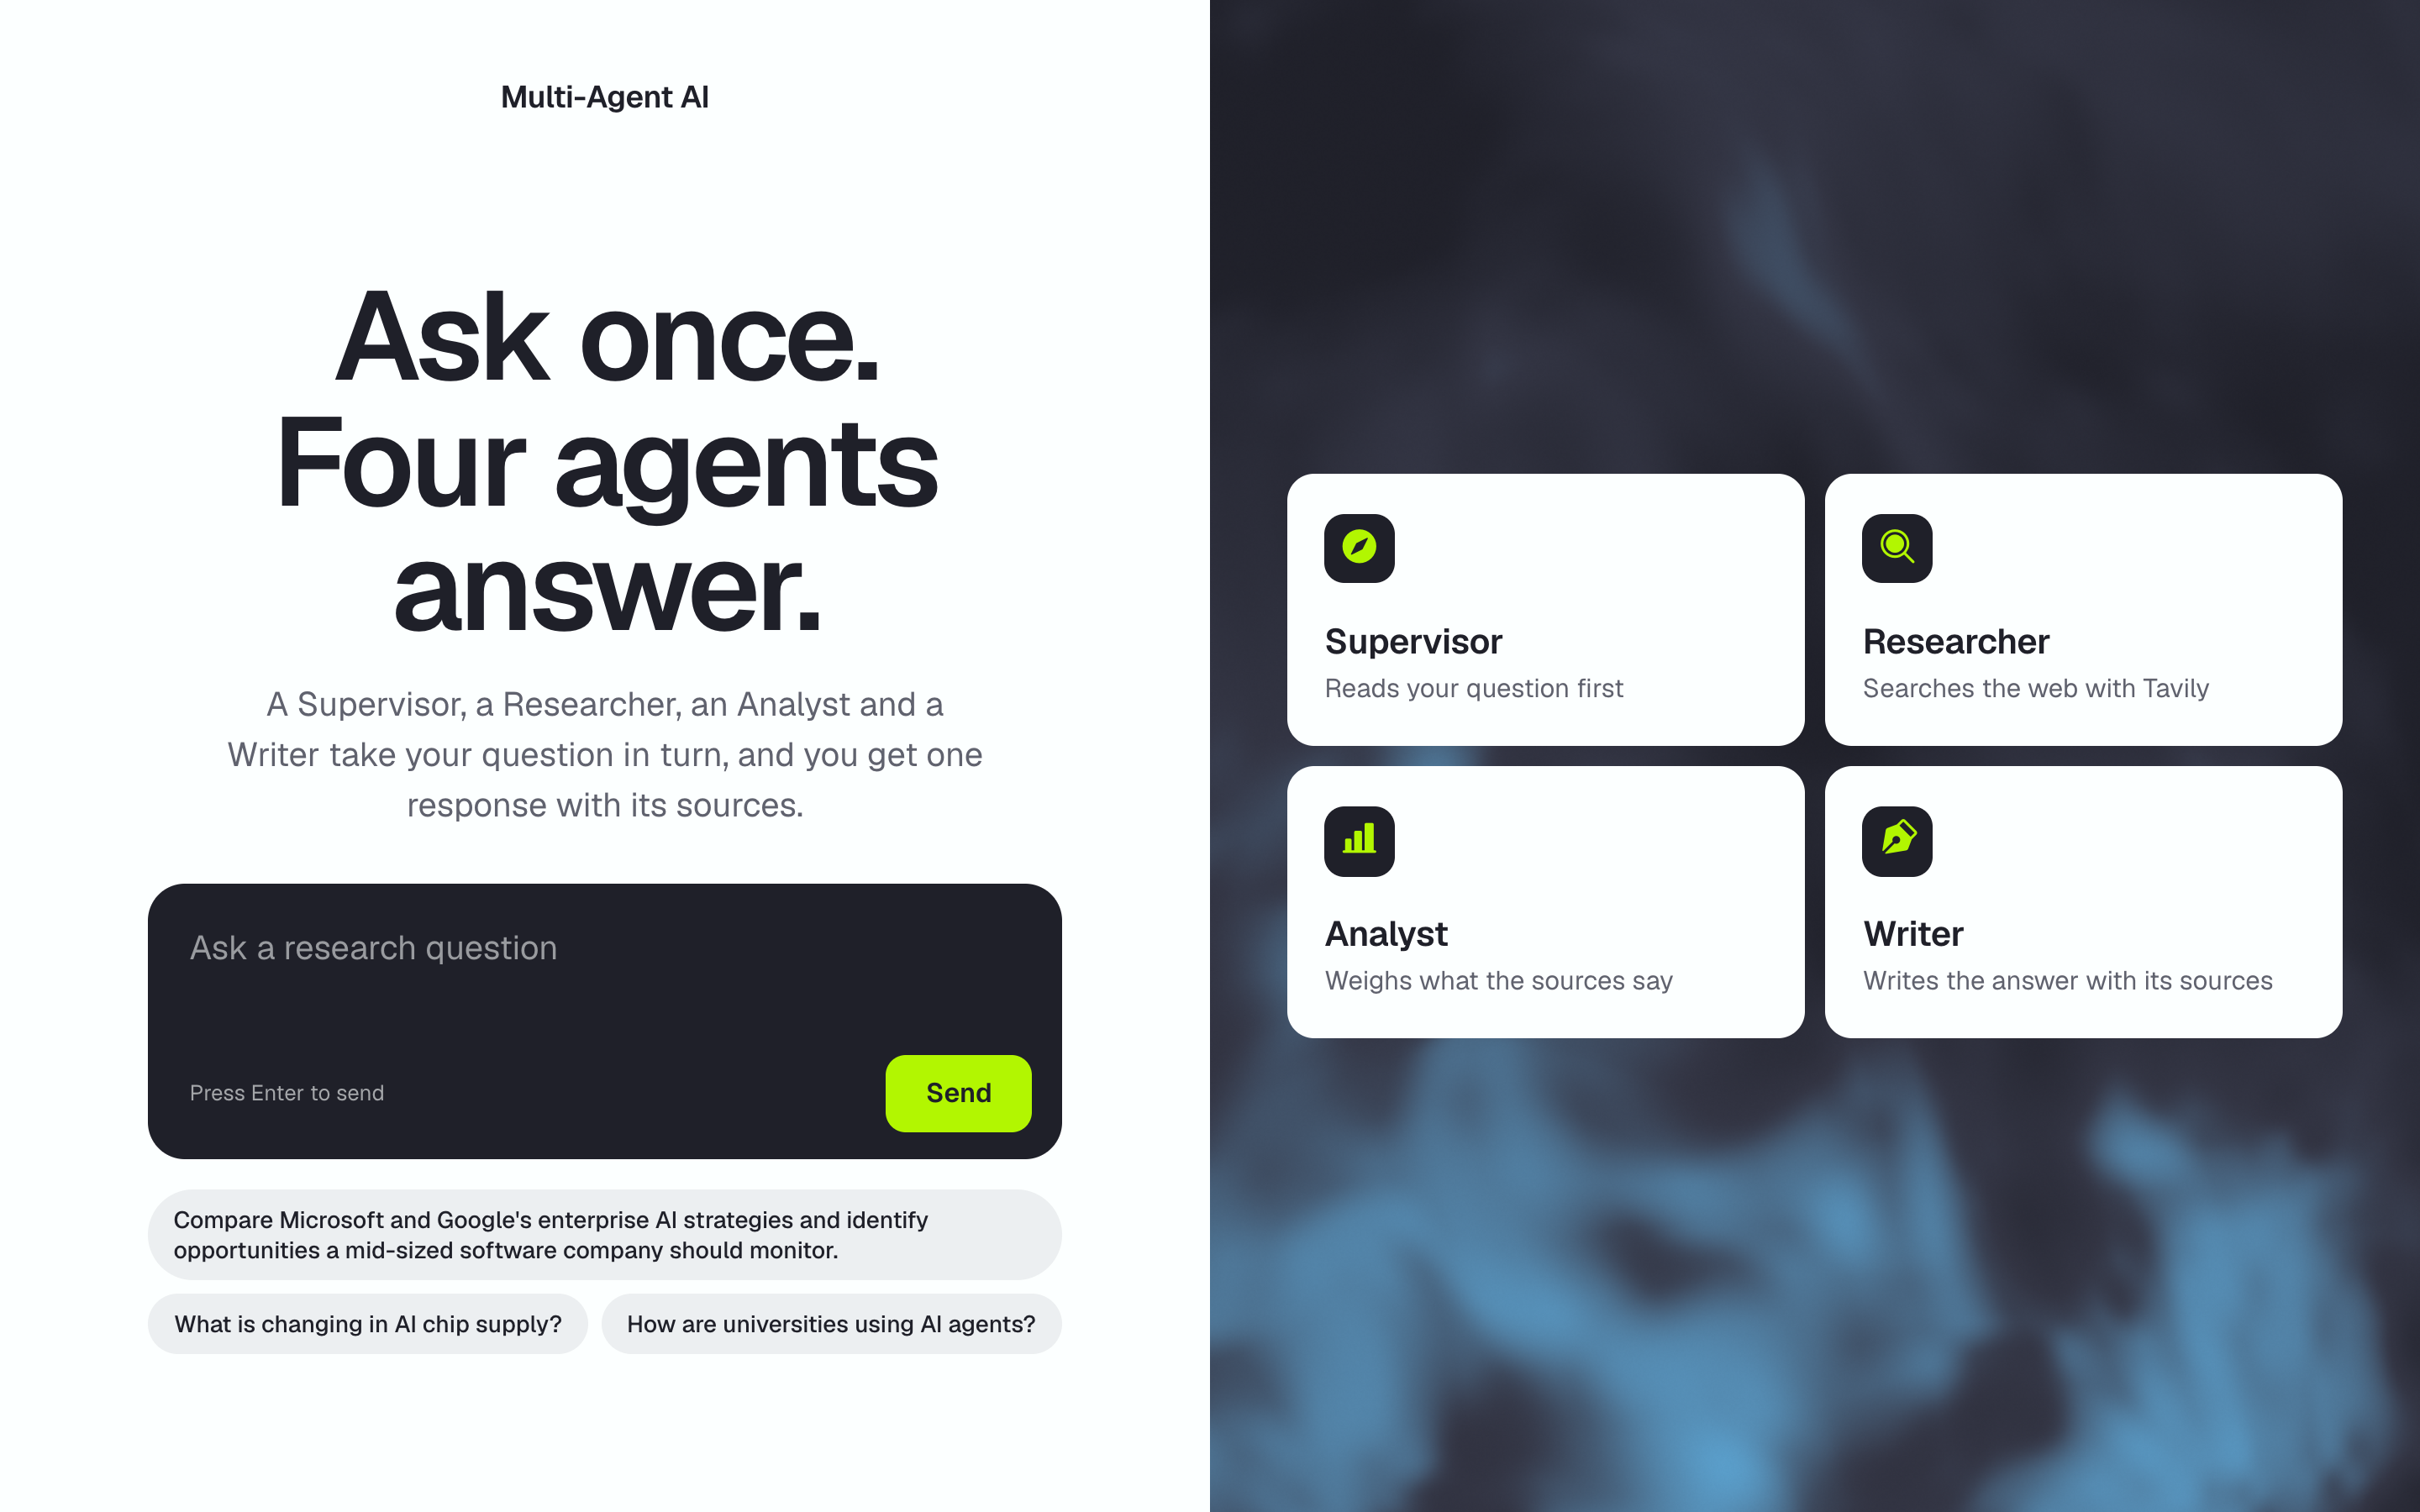 Multi-Agent AI
Ask once.
Four agents
answer.
A Supervisor, a Researcher, an Analyst and a
Writer take your question in turn, and you get one
response with its sources.
Ask a research question
Press Enter to send
Send
Compare Microsoft and Google's enterprise AI strategies and identify
opportunities a mid-sized software company should monitor.
What is changing in AI chip supply?
How are universities using AI agents?
Supervisor
Reads your question first
Researcher
Searches the web with Tavily
Analyst
Weighs what the sources say
Writer
Writes the answer with its sources